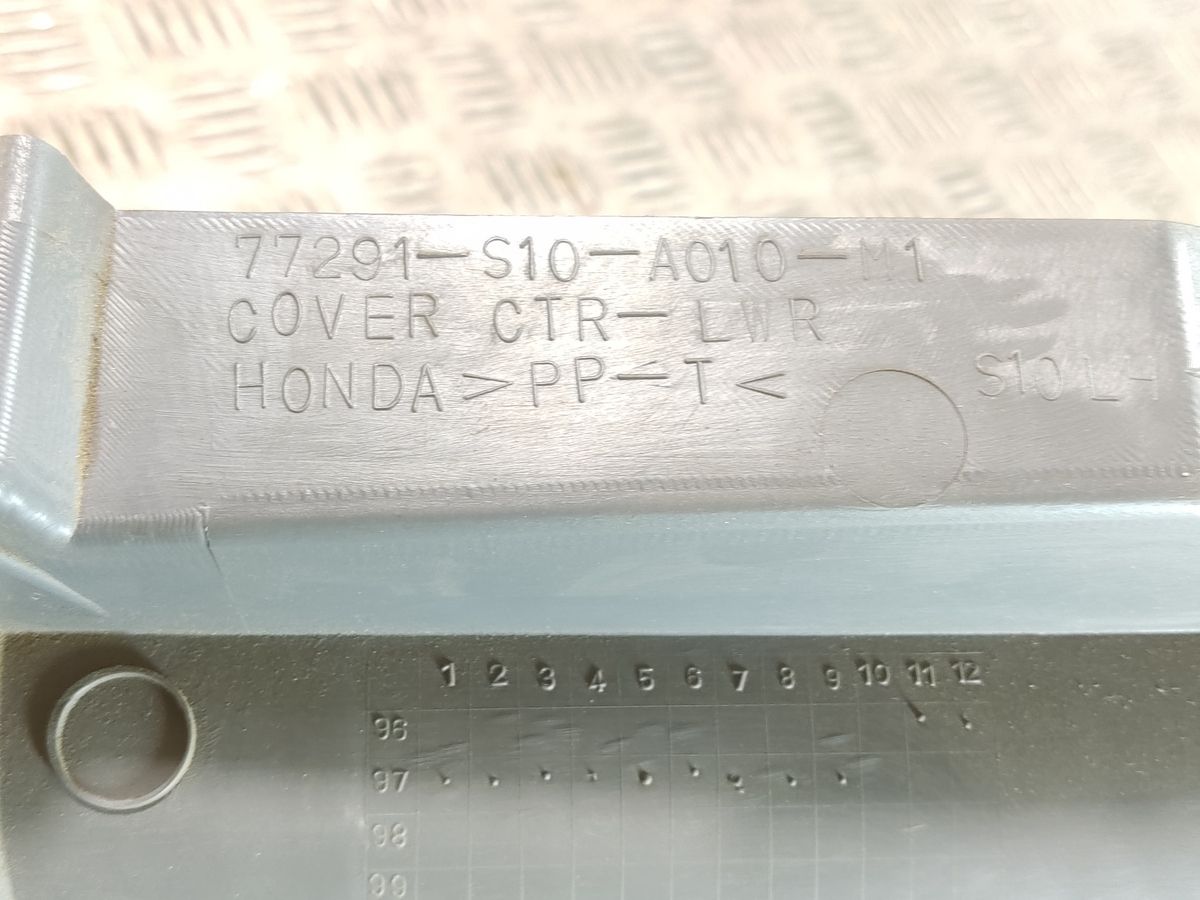 77291-S10-A010-M1
COVER CTR-LWR
HONDA >PP-T<
S10 LH
1 2 3 4 5 6 7 8 9 10 11 12
96
97
98
99